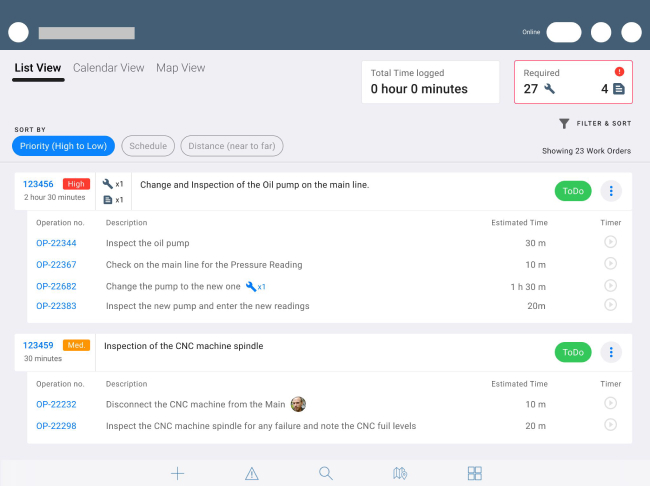 Online
List View Calendar View Map View
Total Time logged
0 hour 0 minutes
Required
27 4
FILTER & SORT
SORT BY
Priority (High to Low) Schedule Distance (near to far)
Showing 23 Work Orders
123456 High x1 Change and Inspection of the Oil pump on the main line. ToDo
2 hour 30 minutes x1
Operation no. Description Estimated Time Timer
OP-22344 Inspect the oil pump 30 m
OP-22367 Check on the main line for the Pressure Reading 10 m
OP-22682 Change the pump to the new one x1 1 h 30 m
OP-22383 Inspect the new pump and enter the new readings 20m
123459 Med. Inspection of the CNC machine spindle ToDo
30 minutes
Operation no. Description Estimated Time Timer
OP-22232 Disconnect the CNC machine from the Main 10 m
OP-22298 Inspect the CNC machine spindle for any failure and note the CNC fuil levels 20 m